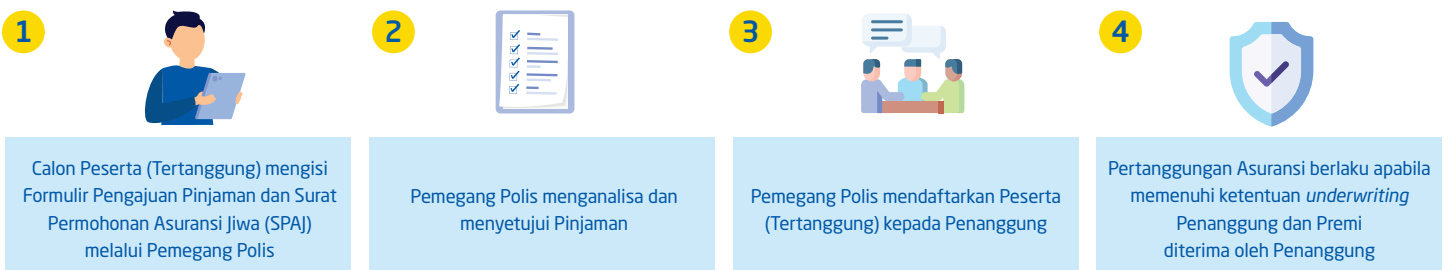 1
Calon Peserta (Tertanggung) mengisi
Formulir Pengajuan Pinjaman dan Surat
Permohonan Asuransi Jiwa (SPAJ)
melalui Pemegang Polis
2
Pemegang Polis menganalisa dan
menyetujui Pinjaman
3
Pemegang Polis mendaftarkan Peserta
(Tertanggung) kepada Penanggung
4
Pertanggungan Asuransi berlaku apabila
memenuhi ketentuan underwriting
Penanggung dan Premi
diterima oleh Penanggung